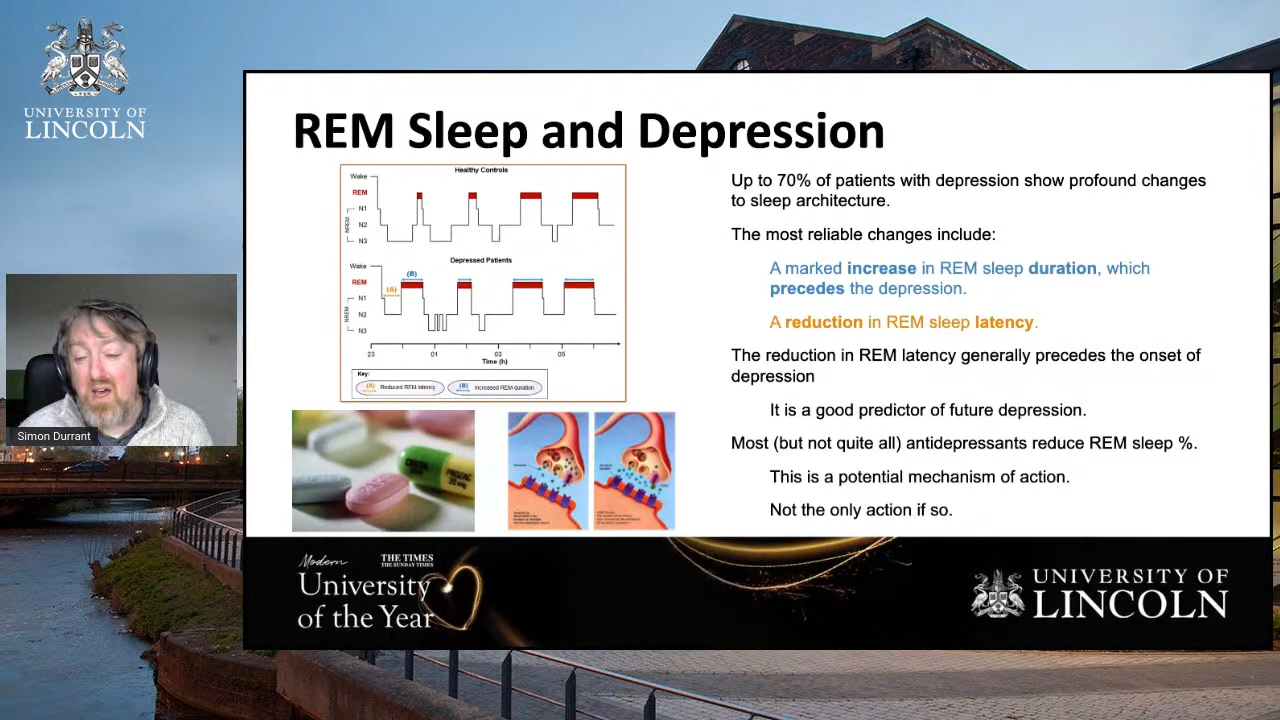 UNIVERSITY OF
LINCOLN
REM Sleep and Depression
Healthy Controls
Wake
REM
N1
N2
N3
NREM
Depressed Patients
Wake
REM
N1
N2
N3
NREM
(A)
(B)
23
01
03
05
Time (h)
Key:
(A)
Reduced REM latency
(B)
Increased REM duration
PROZAC
Up to 70% of patients with depression show profound changes
to sleep architecture.
The most reliable changes include:
A marked increase in REM sleep duration, which
precedes the depression.
A reduction in REM sleep latency.
The reduction in REM latency generally precedes the onset of
depression
It is a good predictor of future depression.
Most (but not quite all) antidepressants reduce REM sleep %.
This is a potential mechanism of action.
Not the only action if so.
Simon Durrant
Modern
THE TIMES
THE SUNDAY TIMES
University
of the Year
UNIVERSITY OF
LINCOLN